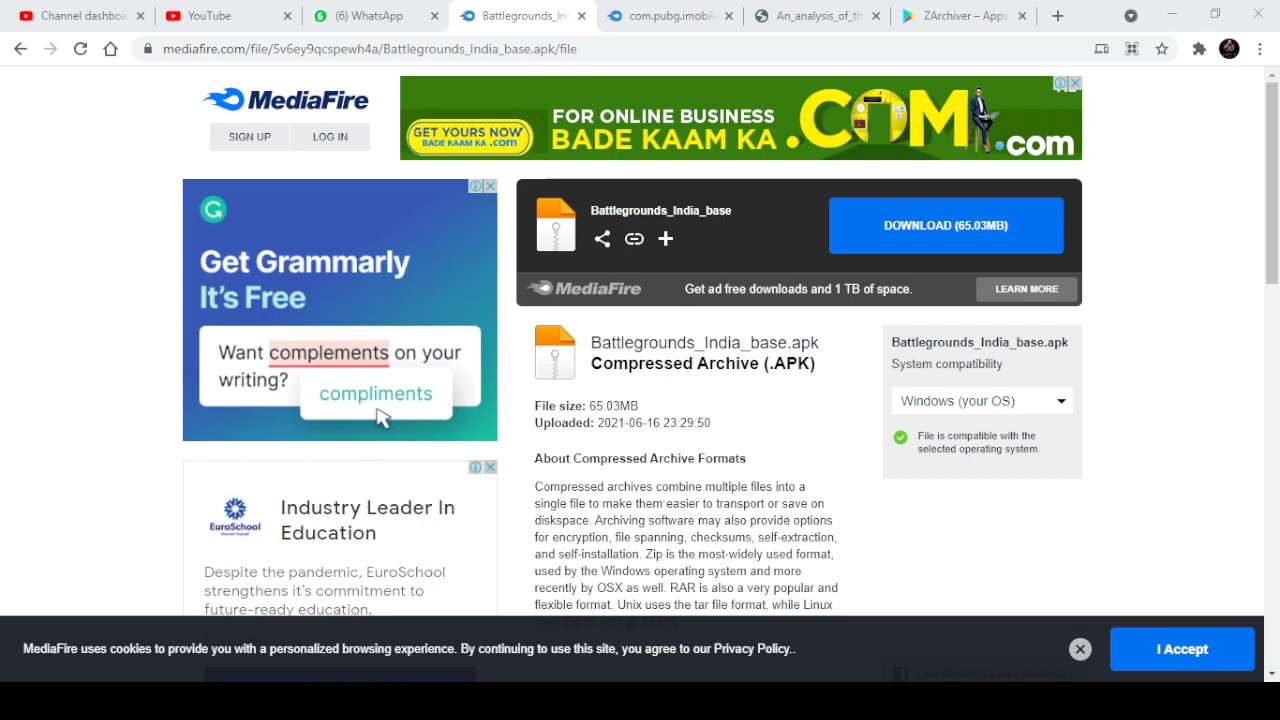 Channel dashboa
YouTube
(6) WhatsApp
Battlegrounds_In
com.pubg.imobile
An_analysis_of_th
ZArchiver – Apps
mediafire.com/file/5v6ey9qcspewh4a/Battlegrounds_India_base.apk/file
MediaFire
SIGN UP
LOG IN
GET YOURS NOW
BADE KAAM KA .COM
FOR ONLINE BUSINESS
BADE KAAM KA .COM
.com
Get Grammarly
It's Free
Want complements on your
writing?
compliments
Battlegrounds_India_base
DOWNLOAD (65.03MB)
MediaFire
Get ad free downloads and 1 TB of space.
LEARN MORE
Battlegrounds_India_base.apk
Compressed Archive (.APK)
File size: 65.03MB
Uploaded: 2021-06-16 23:29:50
About Compressed Archive Formats
Compressed archives combine multiple files into a
single file to make them easier to transport or save on
diskspace. Archiving software may also provide options
for encryption, file spanning, checksums, self-extraction,
and self-installation. Zip is the most-widely used format,
used by the Windows operating system and more
recently by OSX as well. RAR is also a very popular and
flexible format. Unix uses the tar file format, while Linux
Battlegrounds_India_base.apk
System compatibility
Windows (your OS)
File is compatible with the
selected operating system.
EuroSchool
Industry Leader In
Education
Despite the pandemic, EuroSchool
strengthens it's commitment to
future-ready education.
MediaFire uses cookies to provide you with a personalized browsing experience. By continuing to use this site, you agree to our Privacy Policy..
I Accept